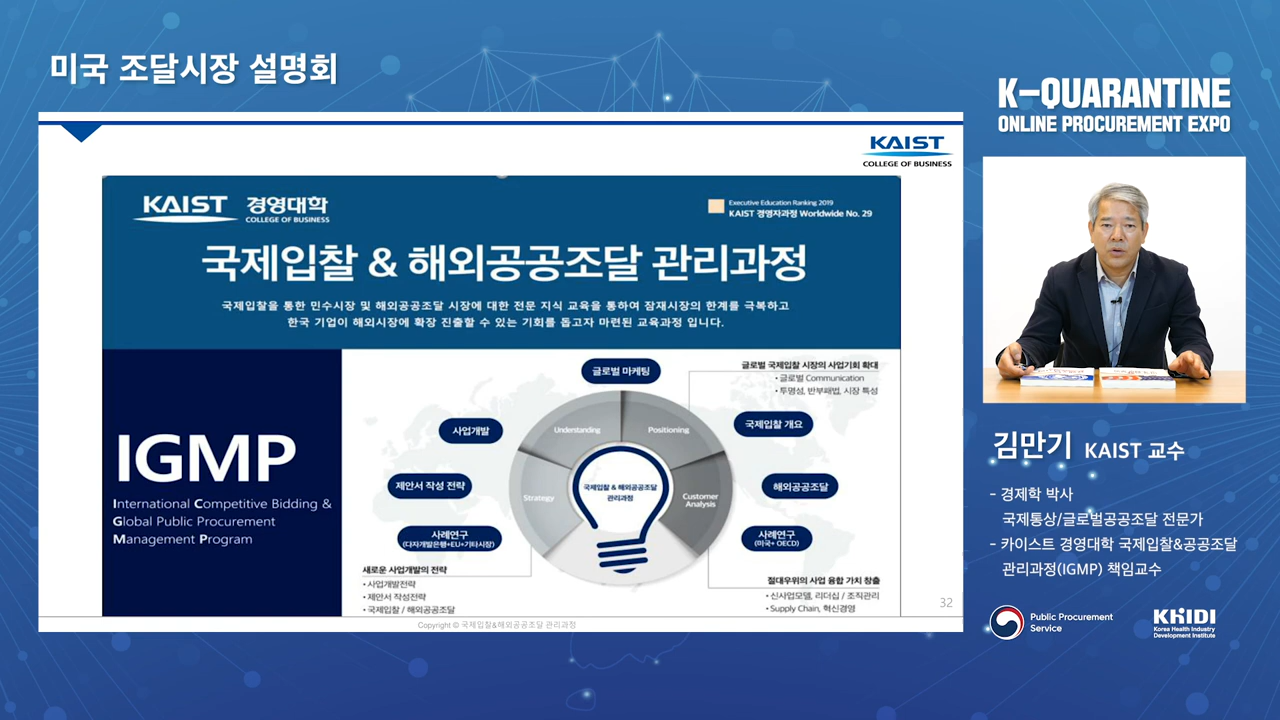 미국 조달시장 설명회
K-QUARANTINE
ONLINE PROCUREMENT EXPO
KAIST
COLLEGE OF BUSINESS
KAIST 경영대학
COLLEGE OF BUSINESS
Executive Education Ranking 2019
KAIST 경영자과정 Worldwide No. 29
국제입찰 & 해외공공조달 관리과정
국제입찰을 통한 민수시장 및 해외공공조달 시장에 대한 전문 지식 교육을 통하여 잠재시장의 한계를 극복하고
한국 기업이 해외시장에 확장 진출할 수 있는 기회를 돕고자 마련된 교육과정 입니다.
IGMP
International Competitive Bidding &
Global Public Procurement
Management Program
글로벌 마케팅
사업개발
제안서 작성 전략
사례연구
(다자개발은행+EU+기타시장)
Understanding
Positioning
Strategy
Customer
Analysis
국제입찰 & 해외공공조달
관리과정
국제입찰 개요
해외공공조달
사례연구
(미국+ OECD)
글로벌 국제입찰 시장의 사업기회 확대
• 글로벌 Communication
• 투명성, 반부패법, 시장 특성
새로운 사업개발의 전략
• 사업개발전략
• 제안서 작성전략
• 국제입찰 / 해외공공조달
절대우위의 사업 융합 가치 창출
• 신사업모델, 리더십 / 조직관리
• Supply Chain, 혁신경영
32
Copyright © 국제입찰&해외공공조달 관리과정
김만기 KAIST 교수
- 경제학 박사
국제통상/글로벌공공조달 전문가
- 카이스트 경영대학 국제입찰&공공조달
관리과정(IGMP) 책임교수
Public Procurement
Service
KHIDI
Korea Health Industry
Development Institute